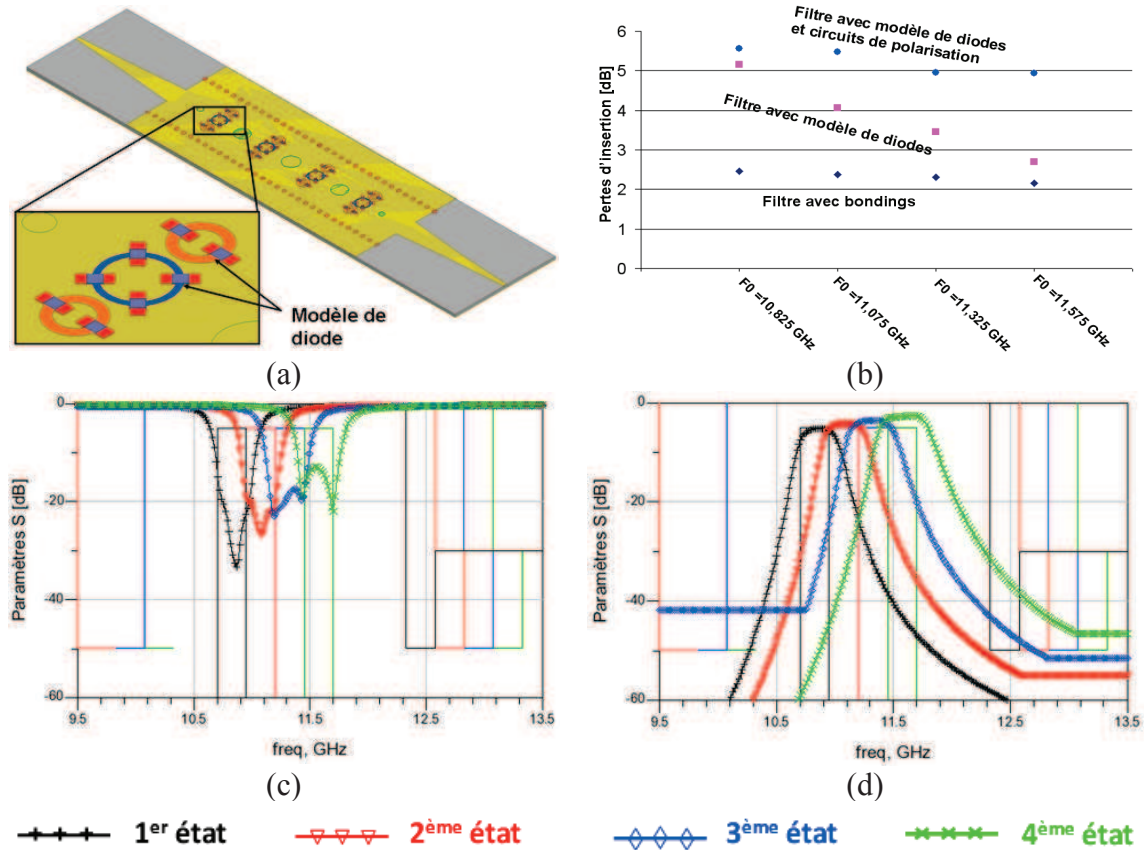 Modèle de
diode
(a)
Filtre avec modèle de diodes
et circuits de polarisation
Filtre avec modèle
de diodes
Filtre avec bondings
Pertes d'insertion [dB]
6
5
4
3
2
1
0
F0 =10,825 GHz
F0 =11,075 GHz
F0 =11,325 GHz
F0 =11,575 GHz
(b)
Paramètres S [dB]
0
-20
-40
-60
9.5
10.5
11.5
12.5
13.5
freq, GHz
(c)
Paramètres S [dB]
0
-20
-40
-60
9.5
10.5
11.5
12.5
13.5
freq, GHz
(d)
1er état
2ème état
3ème état
4ème état